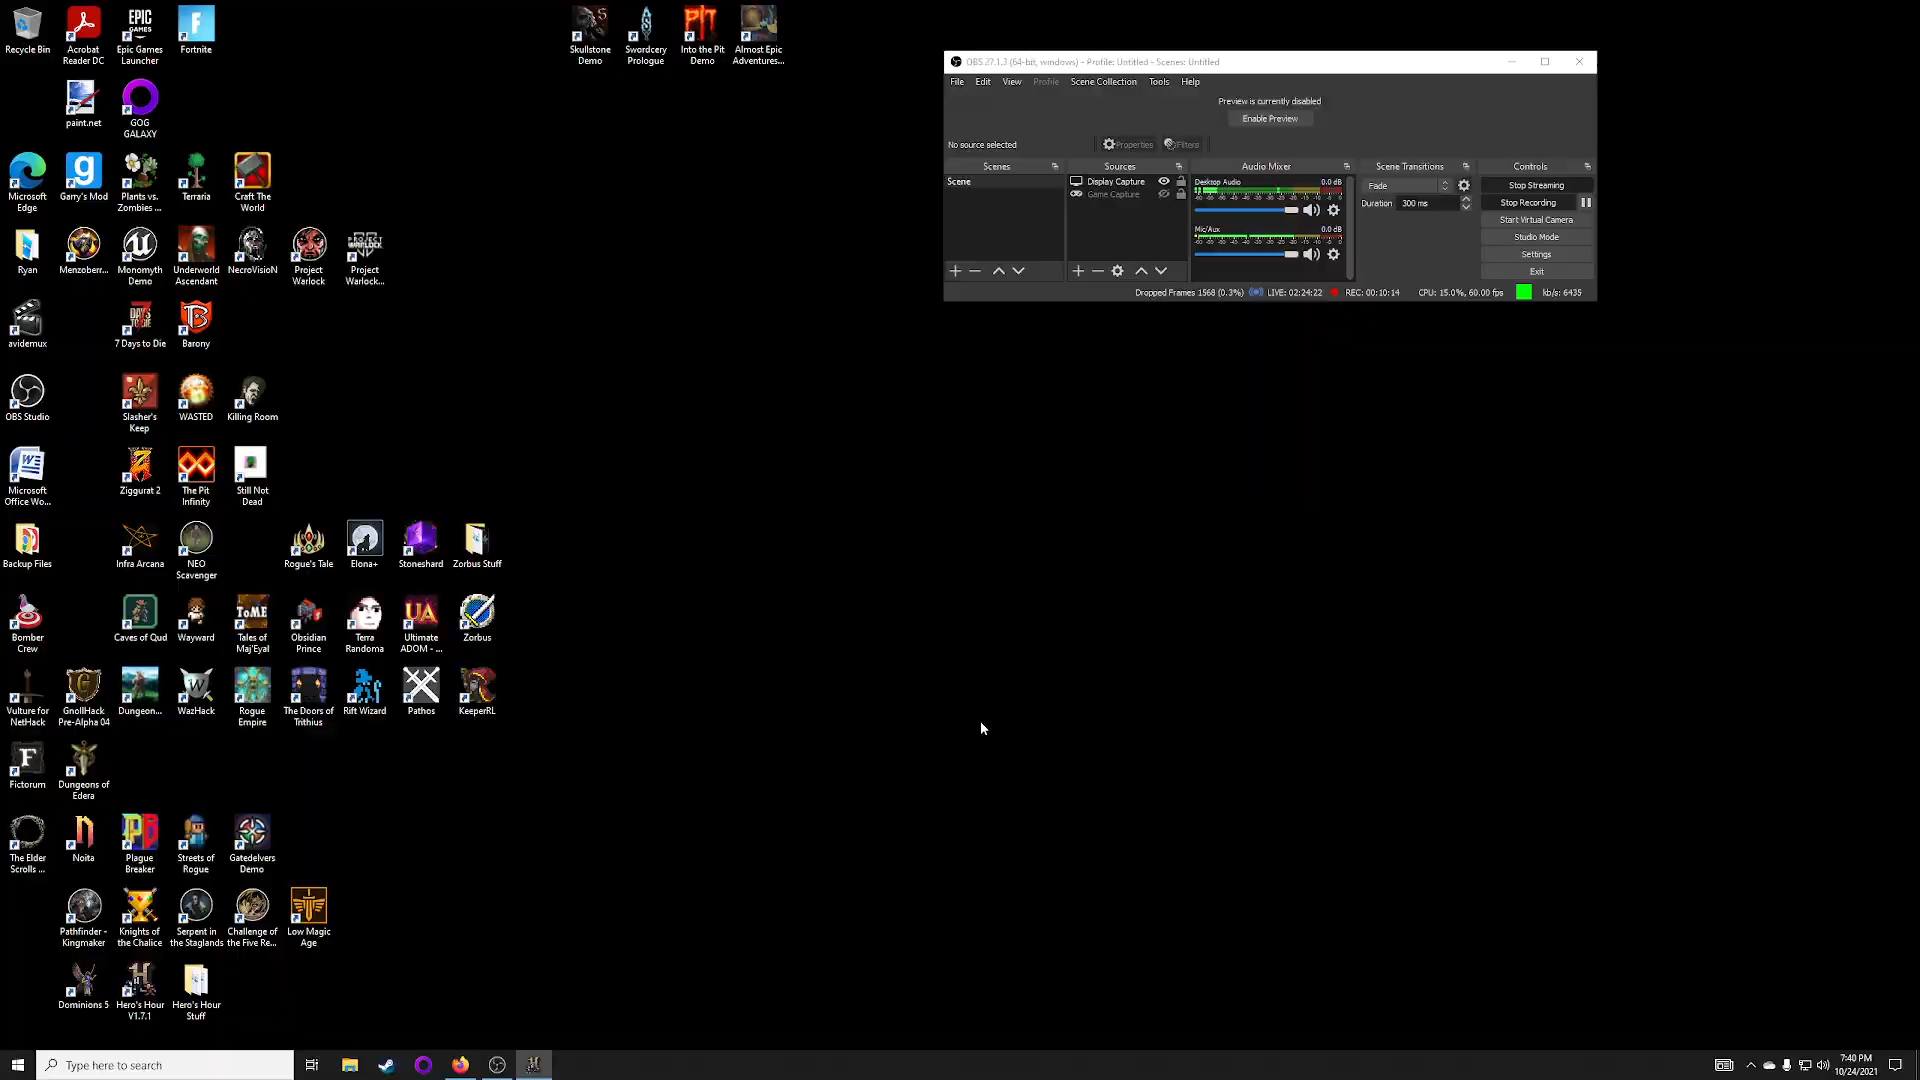 Recycle Bin
Acrobat
Reader DC
Epic Games
Launcher
Fortnite
Skullstone
Demo
Swordcery
Prologue
Into the Pit
Demo
Almost Epic
Adventures...
paint.net
GOG
GALAXY
Microsoft
Edge
Garry's Mod
Plants vs.
Zombies ...
Terraria
Craft The
World
Ryan
Menzoberr...
Monomyth
Demo
Underworld
Ascendant
NecroVisioN
Project
Warlock
Project
Warlock...
avidemux
7 Days to Die
Barony
OBS Studio
Slasher's
Keep
WASTED
Killing Room
Microsoft
Office Wo...
Ziggurat 2
The Pit
Infinity
Still Not
Dead
Backup Files
Infra Arcana
NEO
Scavenger
Rogue's Tale
Elona+
Stoneshard
Zorbus Stuff
Bomber
Crew
Caves of Qud
Wayward
Tales of
Maj'Eyal
Obsidian
Prince
Terra
Randoma
Ultimate
ADOM - ...
Zorbus
Vulture for
NetHack
GnollHack
Pre-Alpha 04
Dungeon...
WazHack
Rogue
Empire
The Doors of
Trithius
Rift Wizard
Pathos
KeeperRL
Fictorum
Dungeons of
Edera
The Elder
Scrolls ...
Noita
Plague
Breaker
Streets of
Rogue
Gatedelvers
Demo
Pathfinder -
Kingmaker
Knights of
the Chalice
Serpent in
the Staglands
Challenge of
the Five Re...
Low Magic
Age
Dominions 5
Hero's Hour
V1.7.1
Hero's Hour
Stuff
OBS 27.1.3 (64-bit, windows) - Profile: Untitled - Scenes: Untitled
File Edit View Profile Scene Collection Tools Help
Preview is currently disabled
Enable Preview
No source selected
Properties
Filters
Scenes
Sources
Audio Mixer
Scene Transitions
Controls
Scene
Display Capture
Game Capture
Desktop Audio 0.0 dB
Mic/Aux 0.0 dB
Fade
Duration 300 ms
Stop Streaming
Stop Recording
Start Virtual Camera
Studio Mode
Settings
Exit
Dropped Frames 1568 (0.3%) LIVE: 02:24:22 REC: 00:10:14 CPU: 15.0%, 60.00 fps kb/s: 6435
Type here to search
7:40 PM
10/24/2021